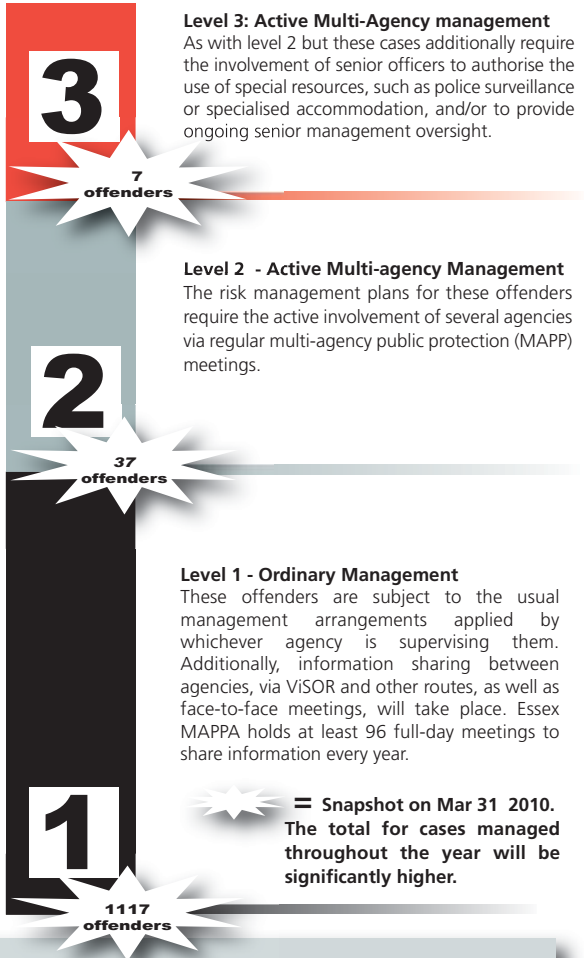 Level 3: Active Multi-Agency management
As with level 2 but these cases additionally require
the involvement of senior officers to authorise the
use of special resources, such as police surveillance
or specialised accommodation, and/or to provide
ongoing senior management oversight.
3
7
offenders
Level 2 - Active Multi-agency Management
The risk management plans for these offenders
require the active involvement of several agencies
via regular multi-agency public protection (MAPP)
meetings.
2
37
offenders
Level 1 - Ordinary Management
These offenders are subject to the usual
management arrangements applied by
whichever agency is supervising them.
Additionally, information sharing between
agencies, via ViSOR and other routes, as well as
face-to-face meetings, will take place. Essex
MAPPA holds at least 96 full-day meetings to
share information every year.
= Snapshot on Mar 31 2010.
The total for cases managed
throughout the year will be
significantly higher.
1
1117
offenders